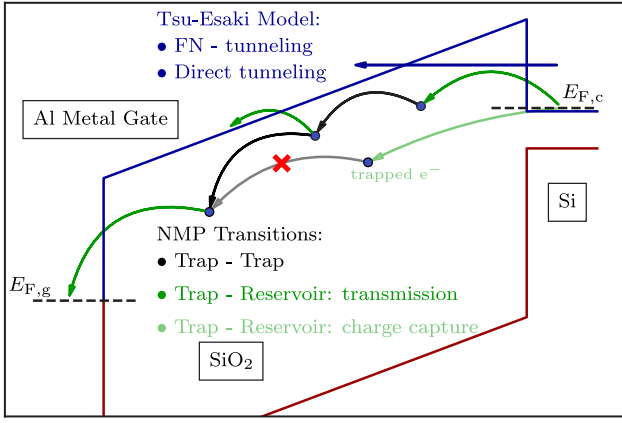 Tsu-Esaki Model:
● FN - tunneling
● Direct tunneling
E_F,c
Al Metal Gate
trapped e⁻
Si
NMP Transitions:
● Trap - Trap
E_F,g
● Trap - Reservoir: transmission
● Trap - Reservoir: charge capture
SiO₂